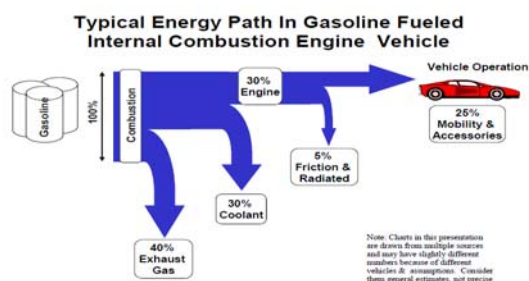 Typical Energy Path In Gasoline Fueled
Internal Combustion Engine Vehicle
Vehicle Operation
30%
Engine
Gasoline
100%
Combustion
25%
Mobility &
Accessories
5%
Friction &
Radiated
30%
Coolant
40%
Exhaust
Gas
Note: Charts in this presentation
are drawn from multiple sources
and may have slightly different
numbers because of different
vehicles & assumptions. Consider
them general estimates, not precise